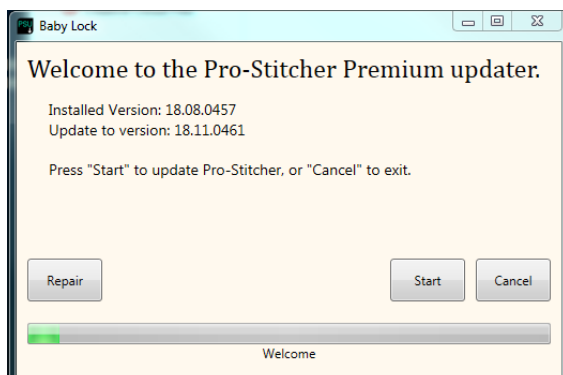 PSU
Baby Lock
Welcome to the Pro-Stitcher Premium updater.
Installed Version: 18.08.0457
Update to version: 18.11.0461
Press "Start" to update Pro-Stitcher, or "Cancel" to exit.
Repair
Start
Cancel
Welcome